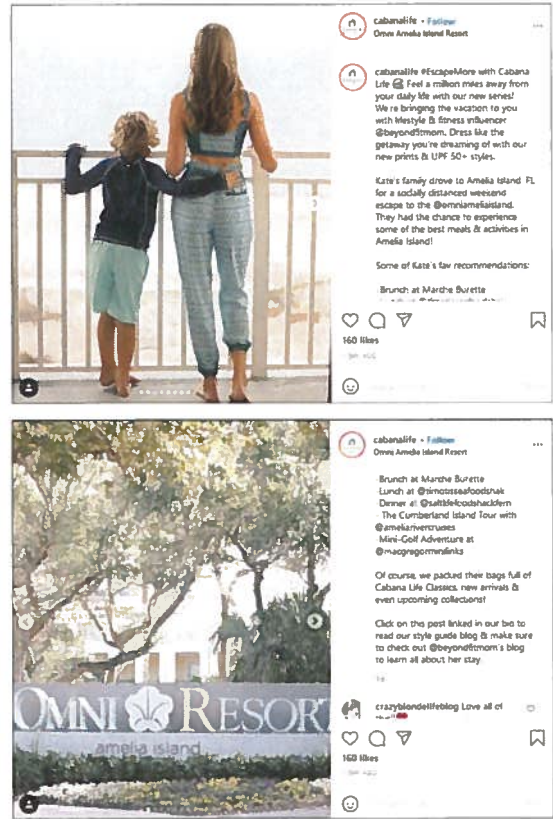 cabanalife • Follow
Omni Amelia Island Resort
cabanalife #EscapeMore with Cabana
Life Feel a million miles away from
your daily life with our new series!
We're bringing the vacation to you
with lifestyle & fitness influencer
@beyondfitmom. Dress like the
getaway you're dreaming of with our
new prints & UPF 50+ styles.
Kate's family drove to Amelia Island, FL
for a socially distanced weekend
escape to the @omniameliaisland.
They had the chance to experience
some of the best meals & activities in
Amelia Island!
Some of Kate's fav recommendations:
- Brunch at Marche Burette
160 likes
cabanalife • Follow
Omni Amelia Island Resort
- Brunch at Marche Burette
- Lunch at @timotisseafoodshak
- Dinner at @saltlifefoodshackfern
- The Cumberland Island Tour with
@ameliarivercruises
- Mini-Golf Adventure at
@macgregorminilinks
Of course, we packed their bags full of
Cabana Life Classics, new arrivals &
even upcoming collections!
Click on this post linked in our bio to
read our style guide blog & make sure
to check out @beyondfitmom's blog
to learn all about her stay.
OMNI RESORT
amelia island
crazyblondelifeblog Love all of
160 likes